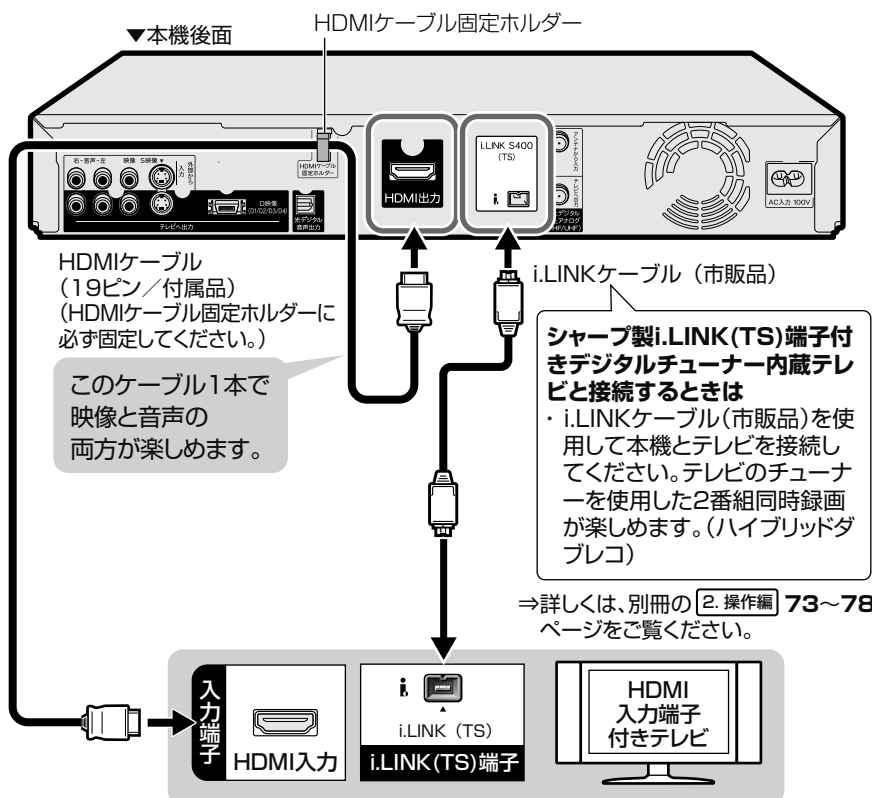 HDMIケーブル固定ホルダー
▼本機後面
右-音声-左 映像 S映像▼
外部から入力
HDMIケーブル
固定ホルダー
D映像
(D1/D2/D3/D4)
光デジタル
音声出力
テレビへ出力
HDMI出力
i.LINK S400
(TS)
アンテナから入力
テレビへ出力
AC入力 100V
HDMIケーブル
(19ピン/付属品)
(HDMIケーブル固定ホルダーに
必ず固定してください。)
このケーブル1本で
映像と音声の
両方が楽しめます。
i.LINKケーブル(市販品)
シャープ製i.LINK(TS)端子付
きデジタルチューナー内蔵テレ
ビと接続するときは
・i.LINKケーブル(市販品)を使
用して本機とテレビを接続し
てください。テレビのチューナ
ーを使用した2番組同時録画
が楽しめます。(ハイブリッドダ
ブレコ)
⇒詳しくは、別冊の 2. 操作編 73~78
ページをご覧ください。
入力端子
HDMI入力
i.LINK(TS)
i.LINK(TS)端子
HDMI
入力端子
付きテレビ